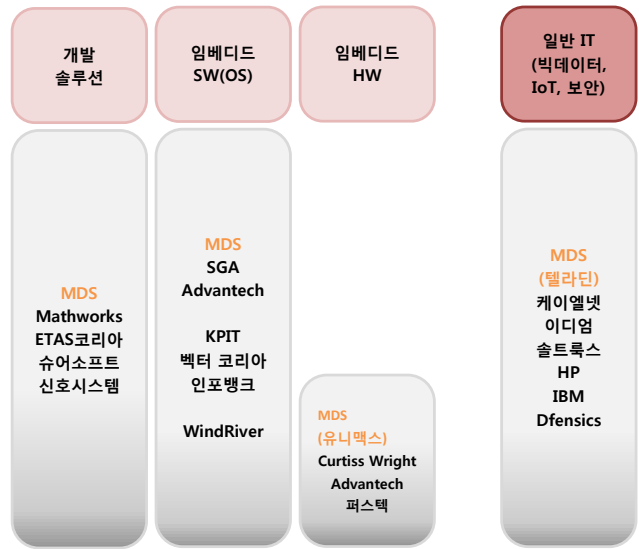 개발
솔루션
임베디드
SW(OS)
임베디드
HW
일반 IT
(빅데이터,
IoT, 보안)
MDS
Mathworks
ETAS코리아
슈어소프트
신호시스템
MDS
SGA
Advantech
KPIT
벡터 코리아
인포뱅크
WindRiver
MDS
(유니맥스)
Curtiss Wright
Advantech
퍼스텍
MDS
(텔라딘)
케이엘넷
이디엄
솔트룩스
HP
IBM
Dfensics